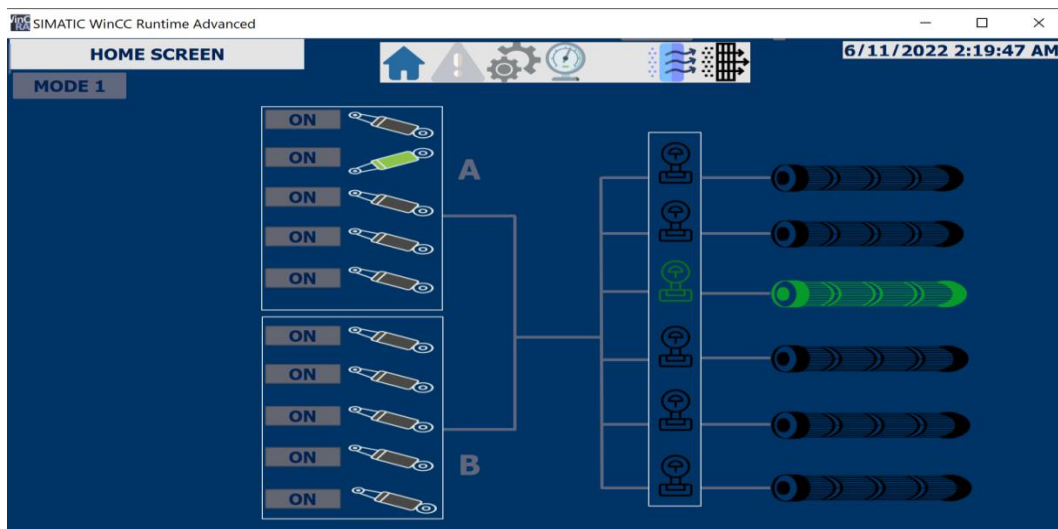 SIMATIC WinCC Runtime Advanced
HOME SCREEN
6/11/2022 2:19:47 AM
MODE 1
ON
ON
A
ON
ON
ON
ON
ON
ON
ON
B
ON